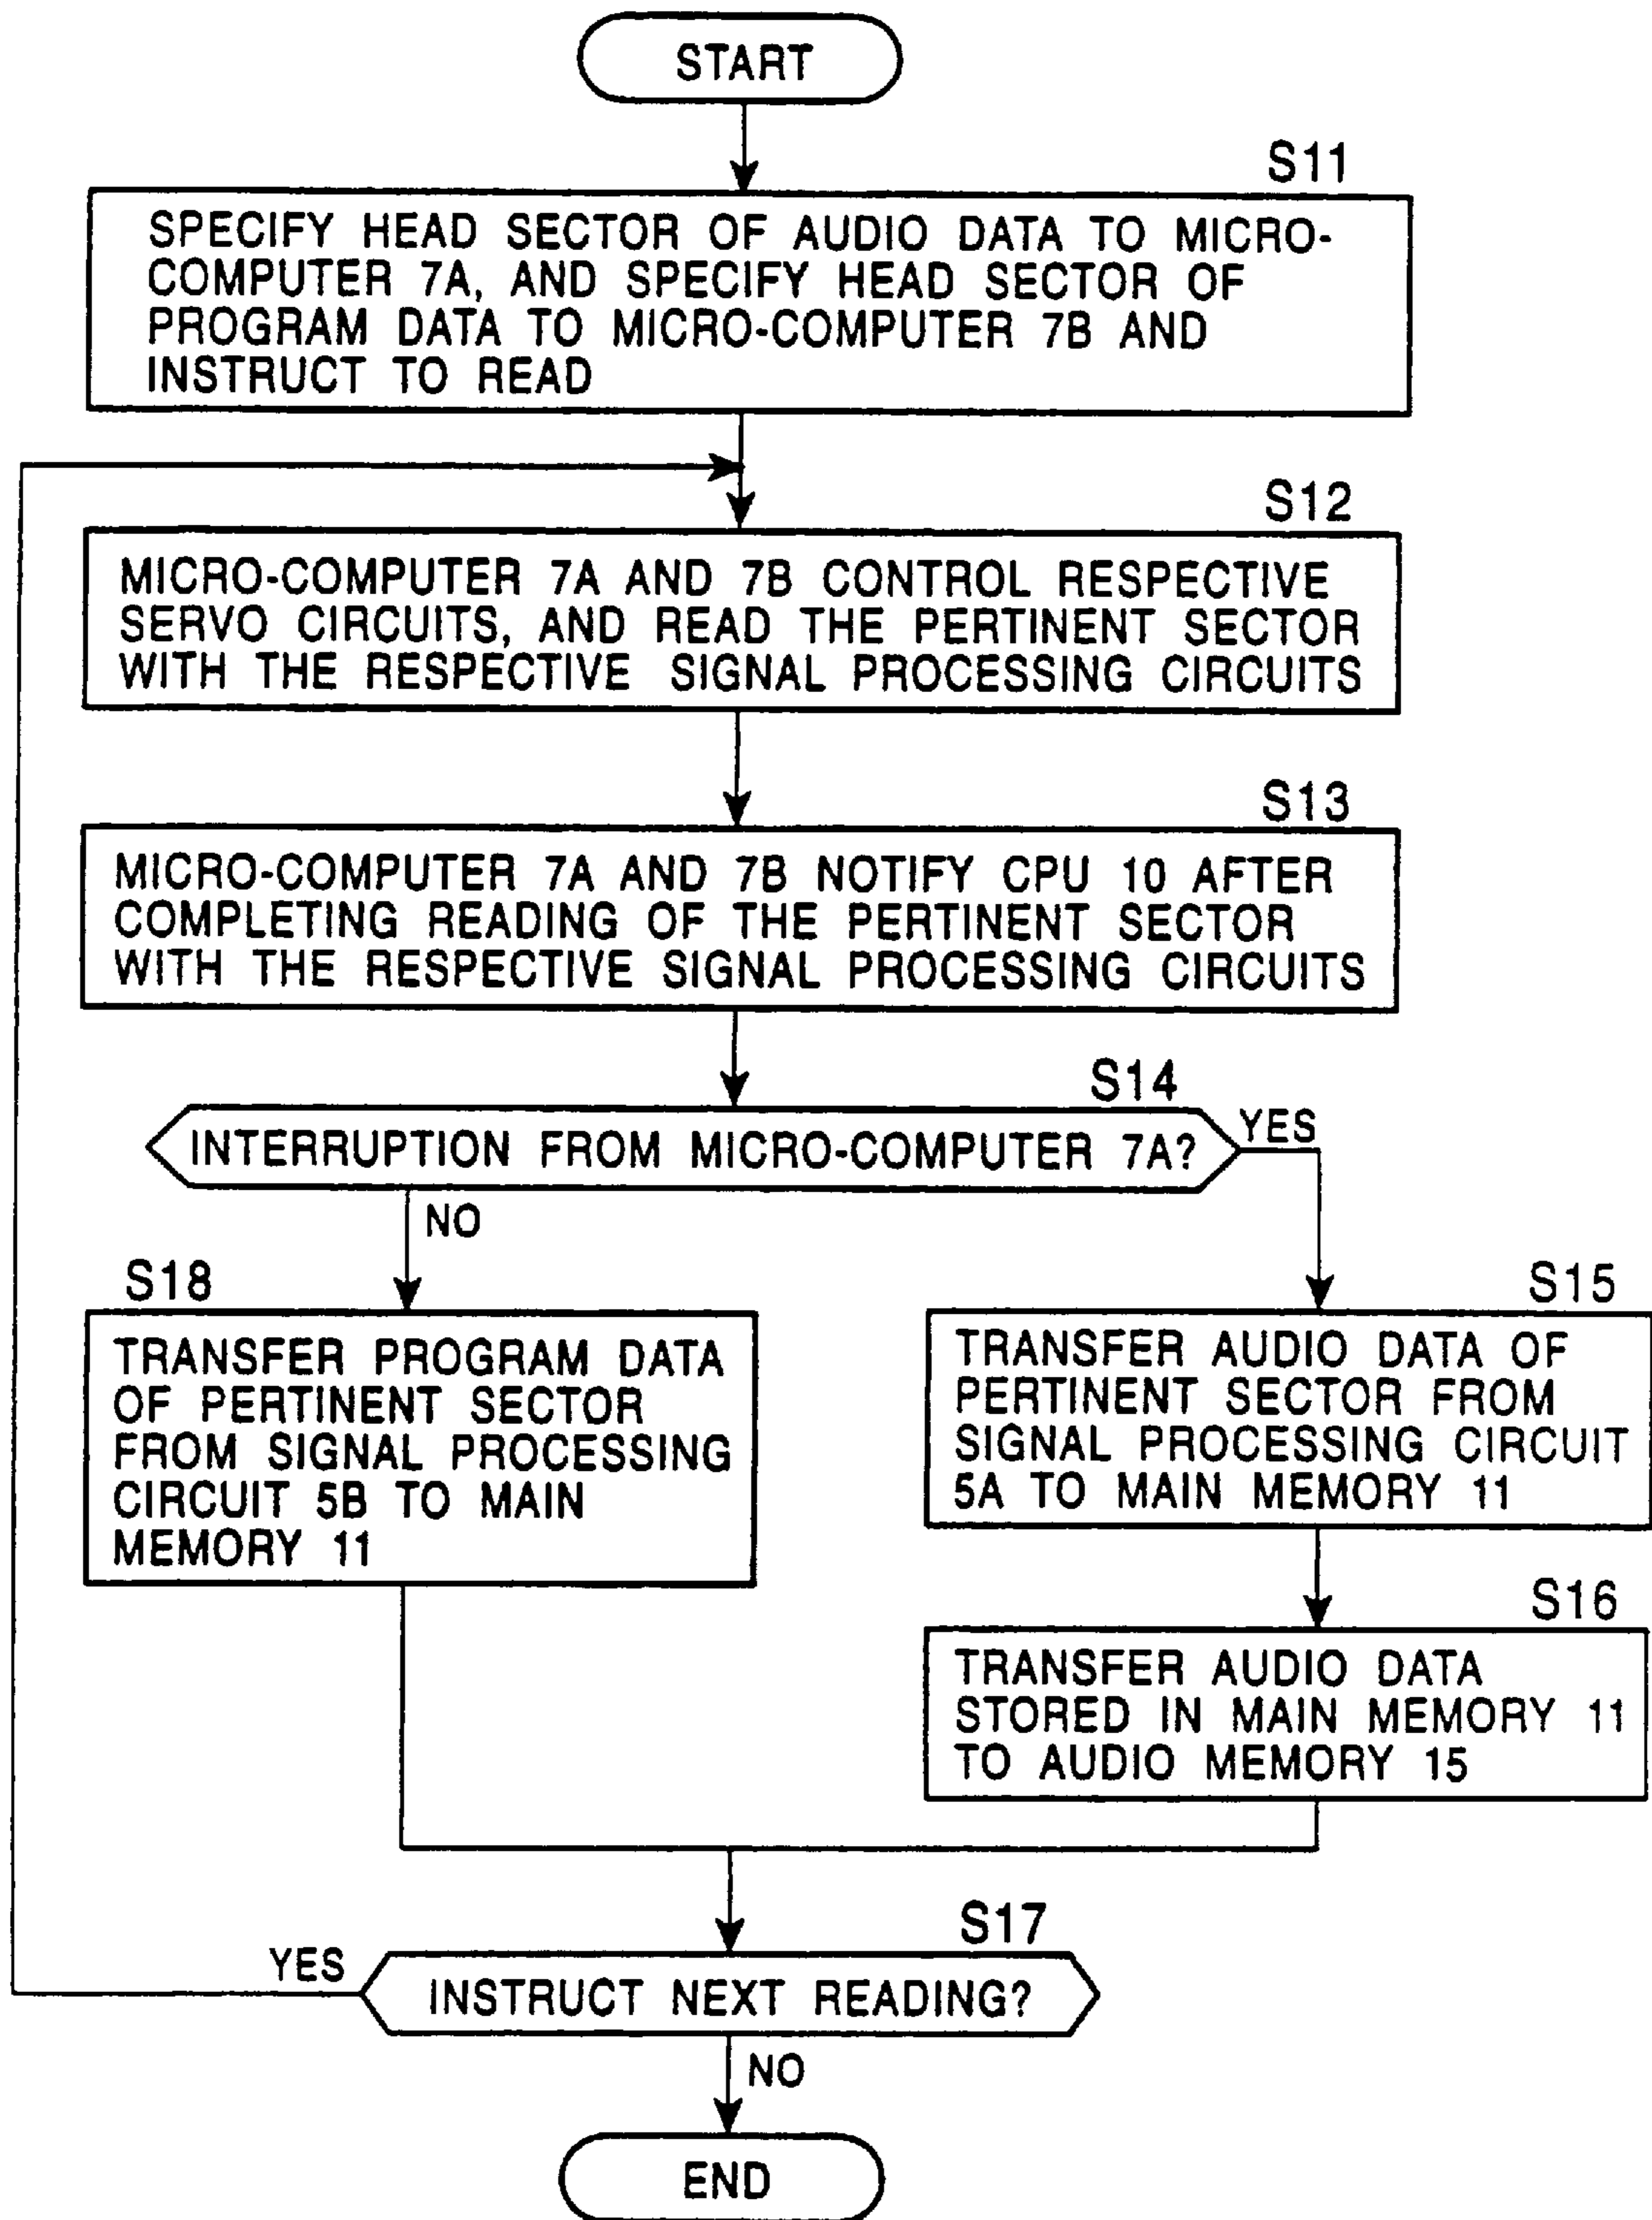 START
S11
SPECIFY HEAD SECTOR OF AUDIO DATA TO MICRO-
COMPUTER 7A, AND SPECIFY HEAD SECTOR OF
PROGRAM DATA TO MICRO-COMPUTER 7B AND
INSTRUCT TO READ
S12
MICRO-COMPUTER 7A AND 7B CONTROL RESPECTIVE
SERVO CIRCUITS, AND READ THE PERTINENT SECTOR
WITH THE RESPECTIVE SIGNAL PROCESSING CIRCUITS
S13
MICRO-COMPUTER 7A AND 7B NOTIFY CPU 10 AFTER
COMPLETING READING OF THE PERTINENT SECTOR
WITH THE RESPECTIVE SIGNAL PROCESSING CIRCUITS
S14
INTERRUPTION FROM MICRO-COMPUTER 7A?
YES
NO
S18
TRANSFER PROGRAM DATA
OF PERTINENT SECTOR
FROM SIGNAL PROCESSING
CIRCUIT 5B TO MAIN
MEMORY 11
S15
TRANSFER AUDIO DATA OF
PERTINENT SECTOR FROM
SIGNAL PROCESSING CIRCUIT
5A TO MAIN MEMORY 11
S16
TRANSFER AUDIO DATA
STORED IN MAIN MEMORY 11
TO AUDIO MEMORY 15
S17
YES
INSTRUCT NEXT READING?
NO
END